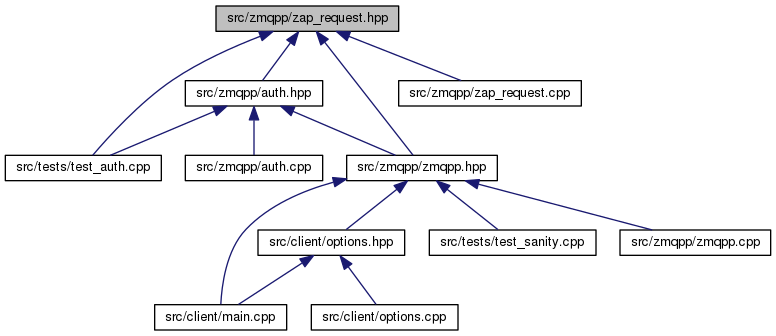 src/zmqpp/zap_request.hpp
src/zmqpp/auth.hpp
src/zmqpp/zap_request.cpp
src/tests/test_auth.cpp
src/zmqpp/auth.cpp
src/zmqpp/zmqpp.hpp
src/client/options.hpp
src/tests/test_sanity.cpp
src/zmqpp/zmqpp.cpp
src/client/main.cpp
src/client/options.cpp